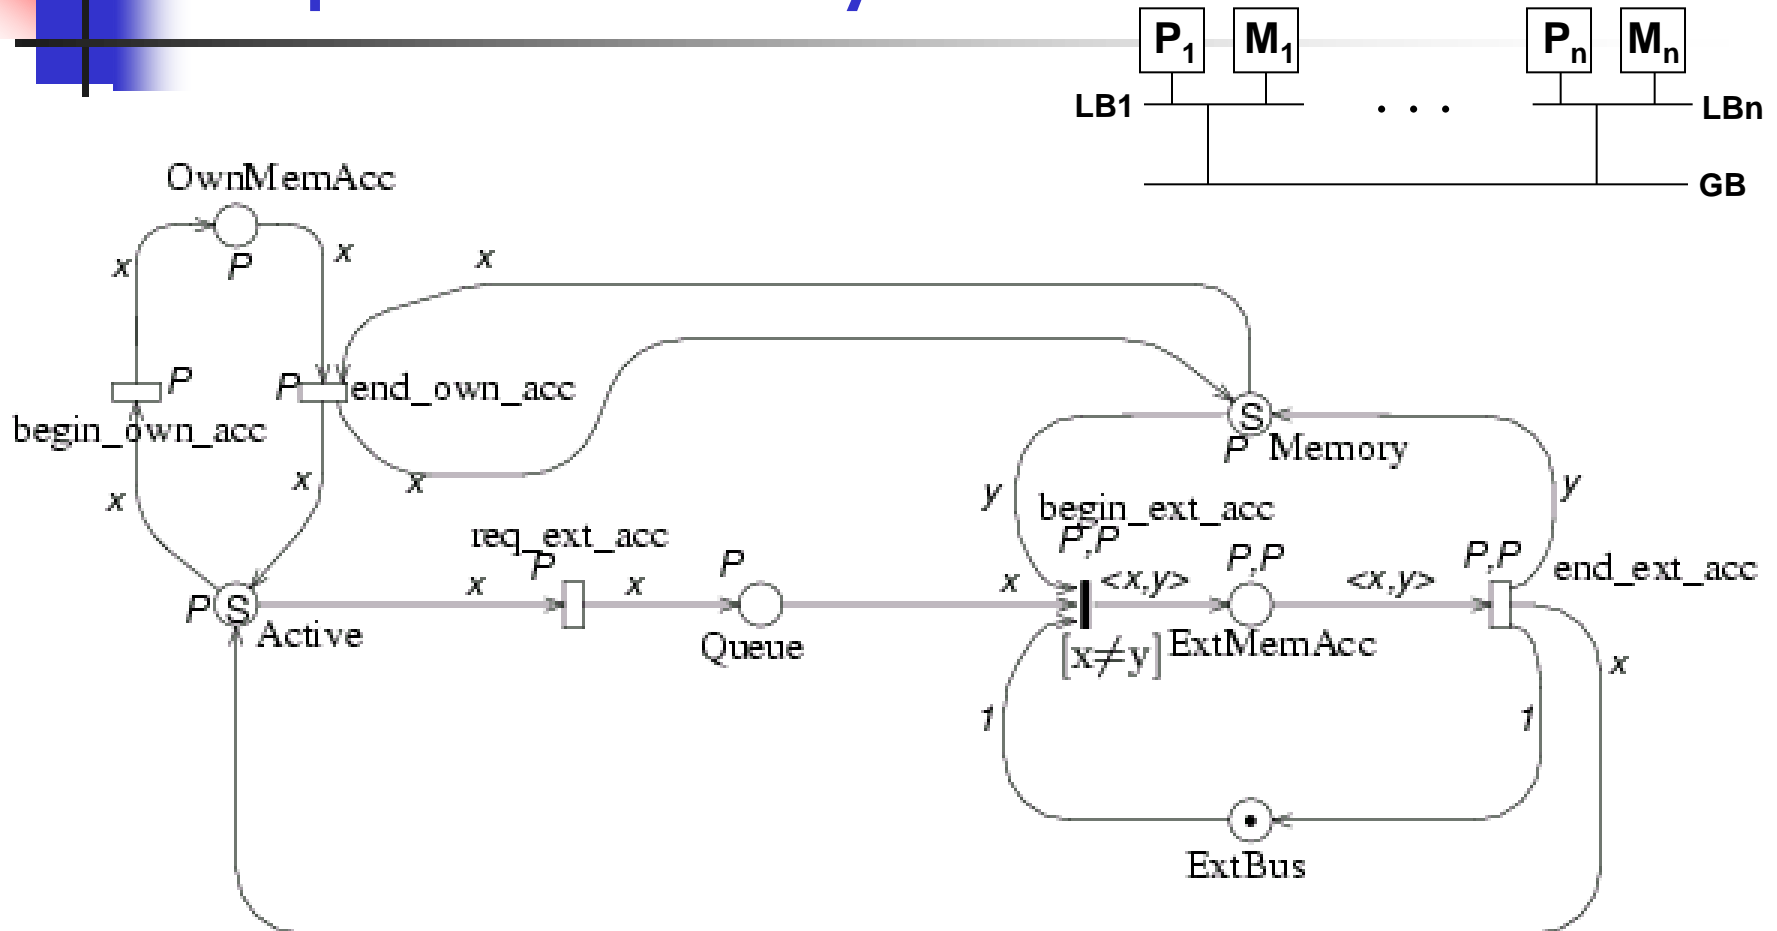 P1 M1 Pn Mn
LB1 . . . LBn
GB
OwnMemAcc
P
x
x
x
P
P
end_own_acc
begin_own_acc
x
x
x
S
P Memory
y
y
begin_ext_acc
P,P
req_ext_acc
P
P
x
x
x
<x,y>
P,P
<x,y>
P,P
end_ext_acc
P S
Active
Queue
[x≠y]
ExtMemAcc
x
1
1
ExtBus